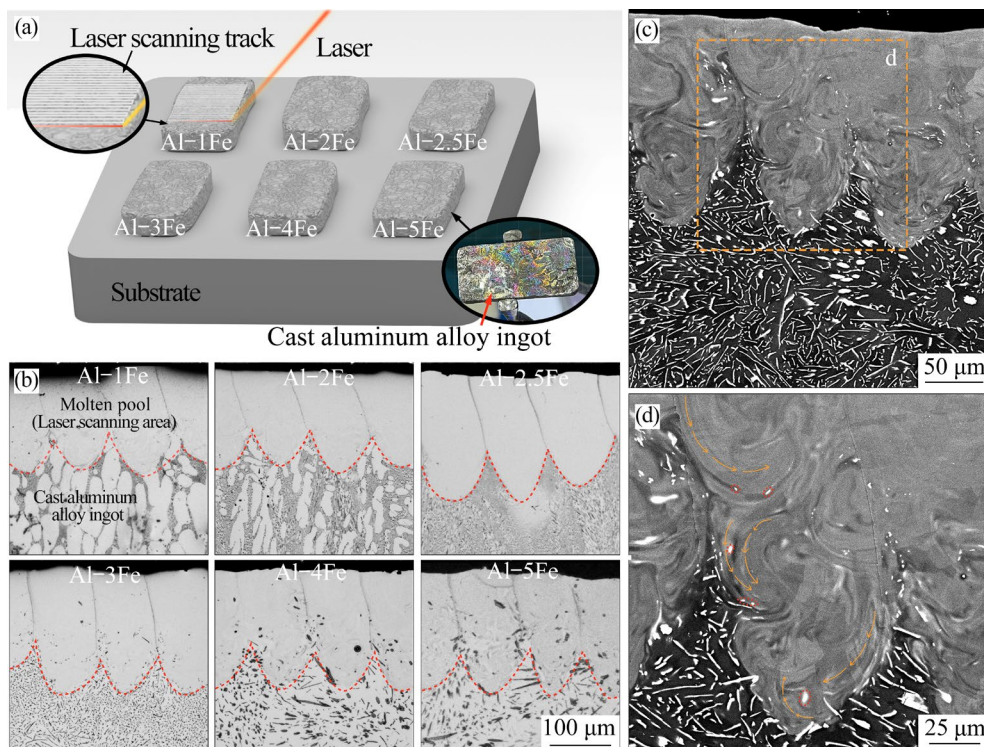 (a)
Laser scanning track
Laser
Al−1Fe
Al−2Fe
Al−2.5Fe
Al−3Fe
Al−4Fe
Al−5Fe
Substrate
Cast aluminum alloy ingot
(b)
Al−1Fe
Al−2Fe
Al−2.5Fe
Molten pool
(Laser scanning area)
Cast aluminum
alloy ingot
Al−3Fe
Al−4Fe
Al−5Fe
100 μm
(c)
d
50 μm
(d)
25 μm